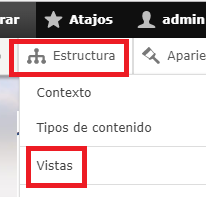 rar Atajos admin
Estructura Aparie
Contexto
Tipos de contenido
Vistas